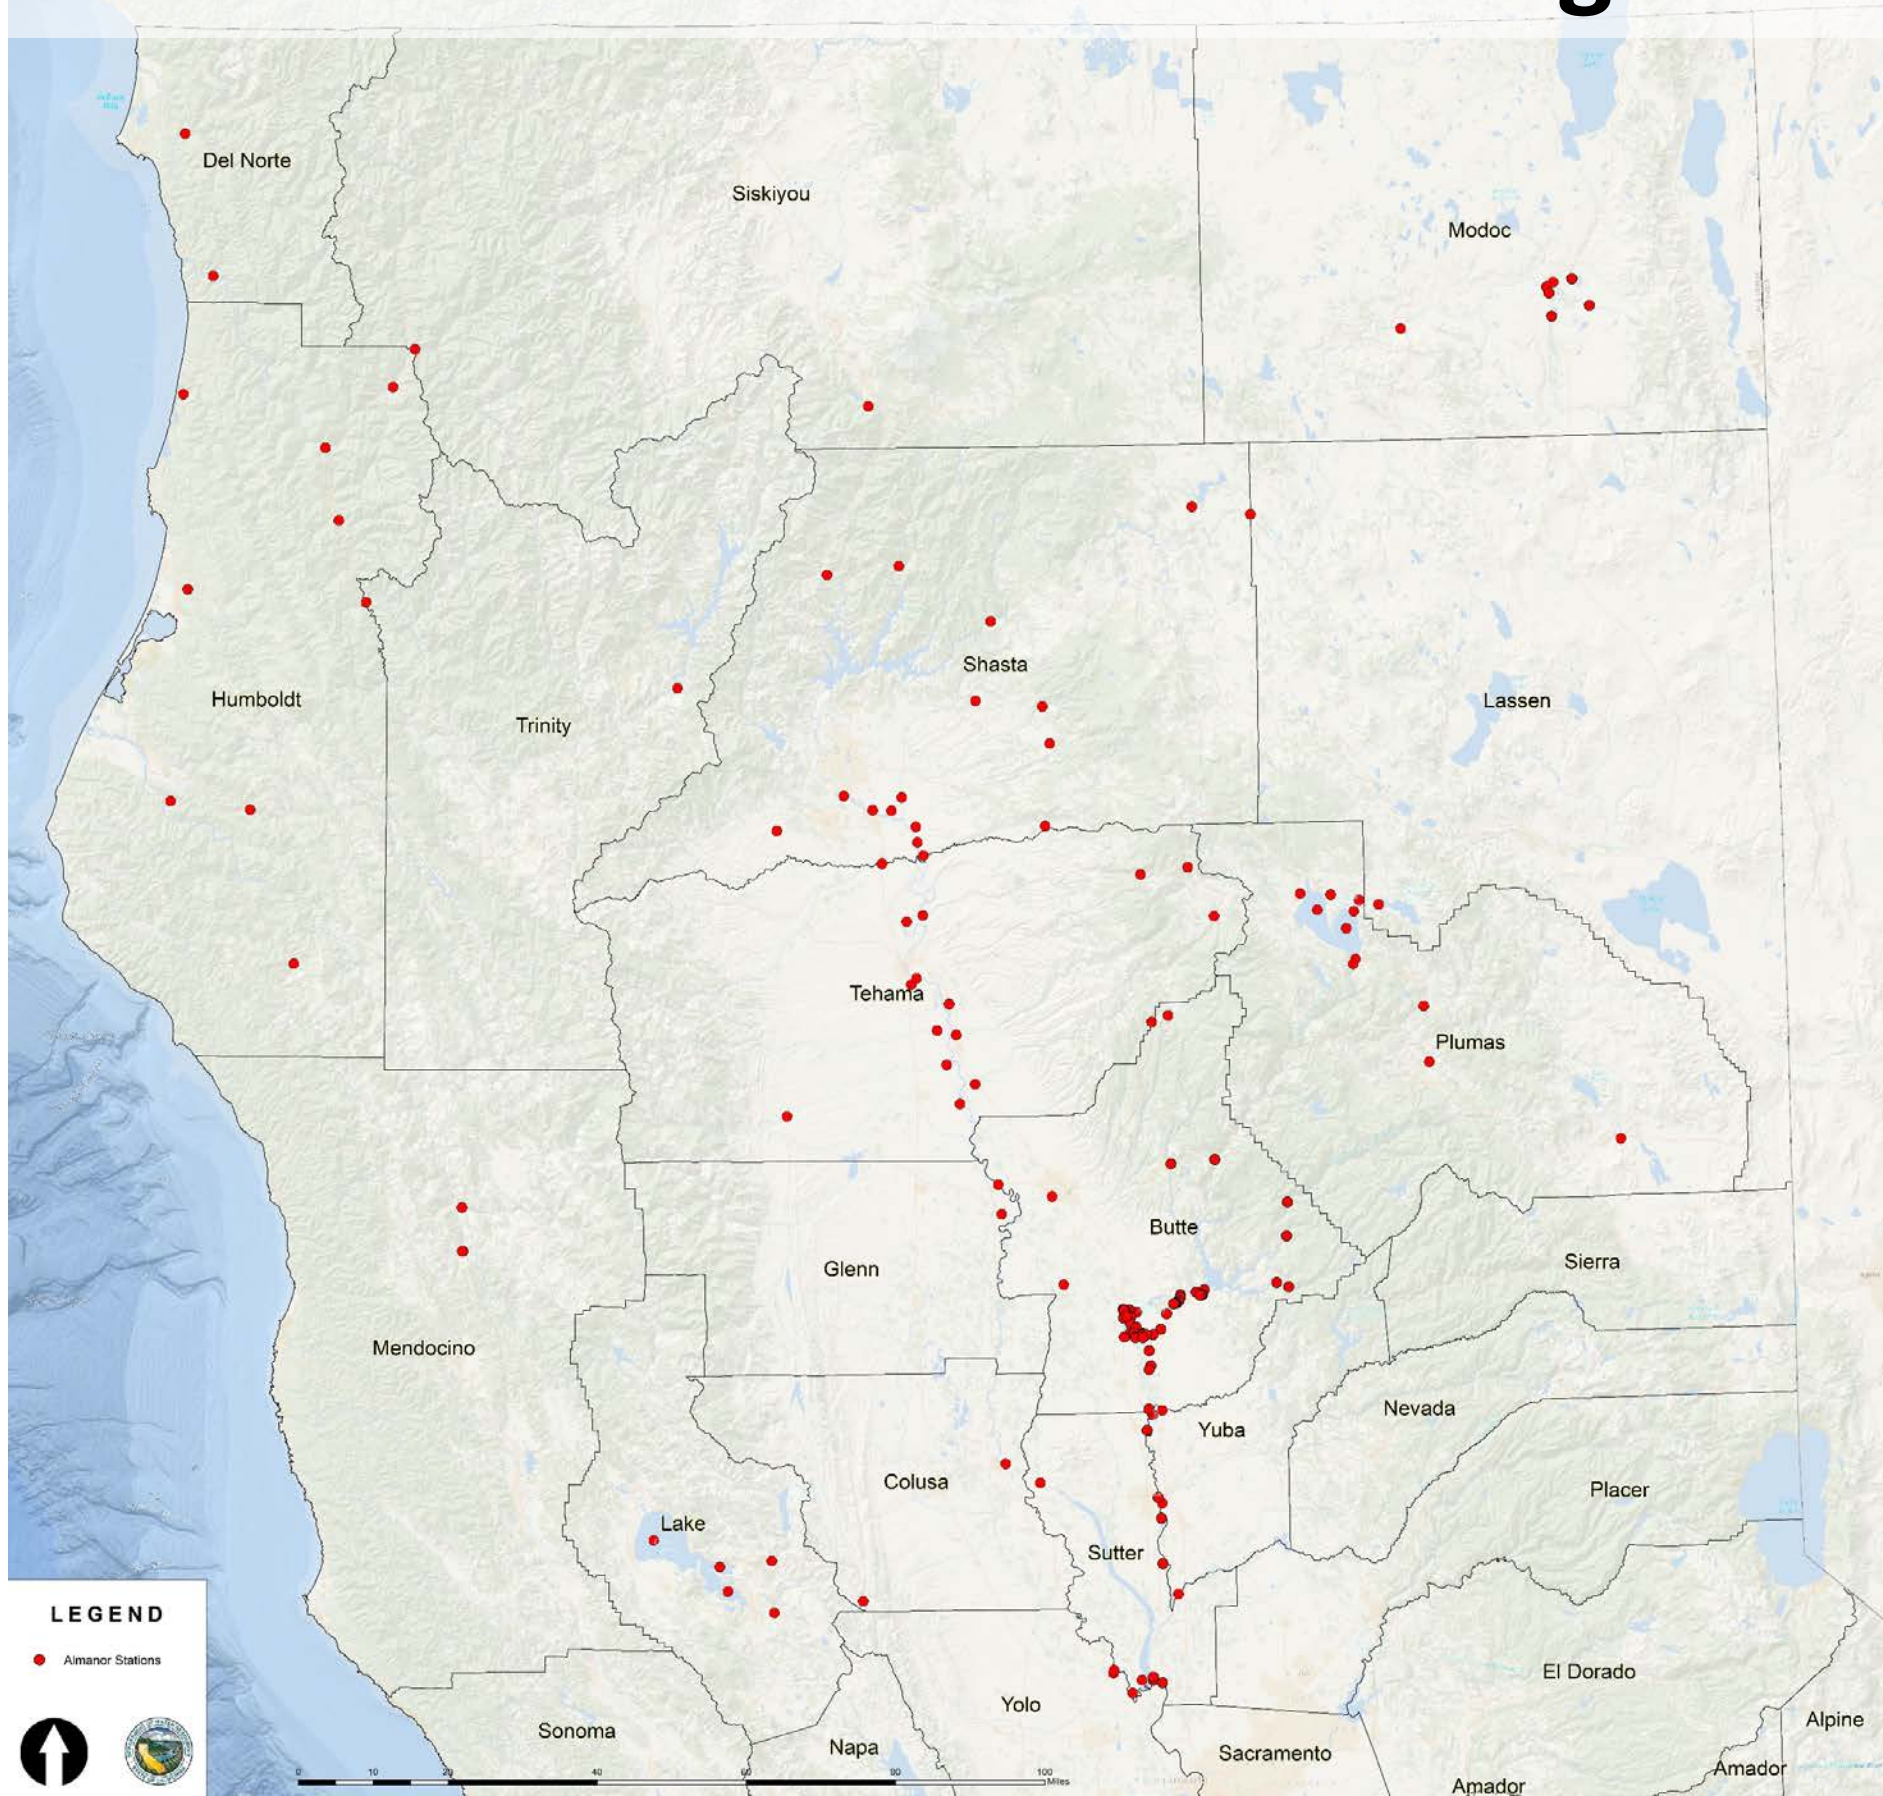 g
Del Norte
Siskiyou
Modoc
Shasta
Humboldt
Trinity
Lassen
Tehama
Plumas
Butte
Glenn
Sierra
Mendocino
Nevada
Yuba
Colusa
Placer
Lake
Sutter
LEGEND
Almanor Stations
El Dorado
Yolo
Alpine
Sonoma
Napa
Sacramento
Amador
Amador
0 10 20 40 60 80 100
Miles